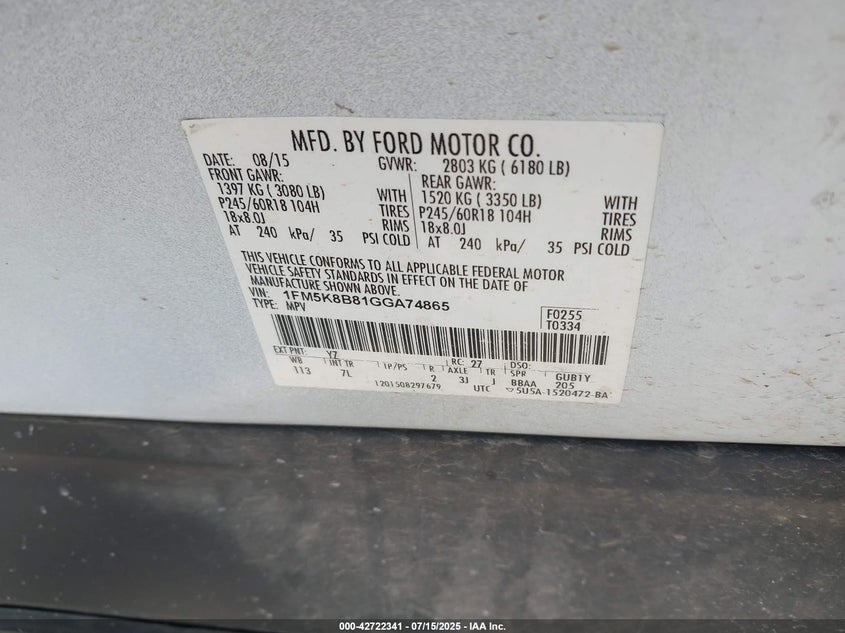 MFD. BY FORD MOTOR CO.
DATE: 08/15 GVWR: 2803 KG ( 6180 LB)
FRONT GAWR: REAR GAWR:
1397 KG ( 3080 LB) WITH 1520 KG ( 3350 LB) WITH
P245/60R18 104H TIRES P245/60R18 104H TIRES
18x8.0J RIMS 18x8.0J RIMS
AT 240 kPa/ 35 PSI COLD AT 240 kPa/ 35 PSI COLD
THIS VEHICLE CONFORMS TO ALL APPLICABLE FEDERAL MOTOR
VEHICLE SAFETY STANDARDS IN EFFECT ON THE DATE OF
MANUFACTURE SHOWN ABOVE.
VIN: 1FM5K8B81GGA74865
TYPE: MPV
F0255
T0334
EXT PNT: YZ RC: 27 DSO:
WB INT TR TP/PS R AXLE TR SPR GUB1Y
113 7L 2 3J J BBAA 205
1201508297679 UTC 5U5A-1520472-BA
000-42722341 - 07/15/2025 - IAA Inc.